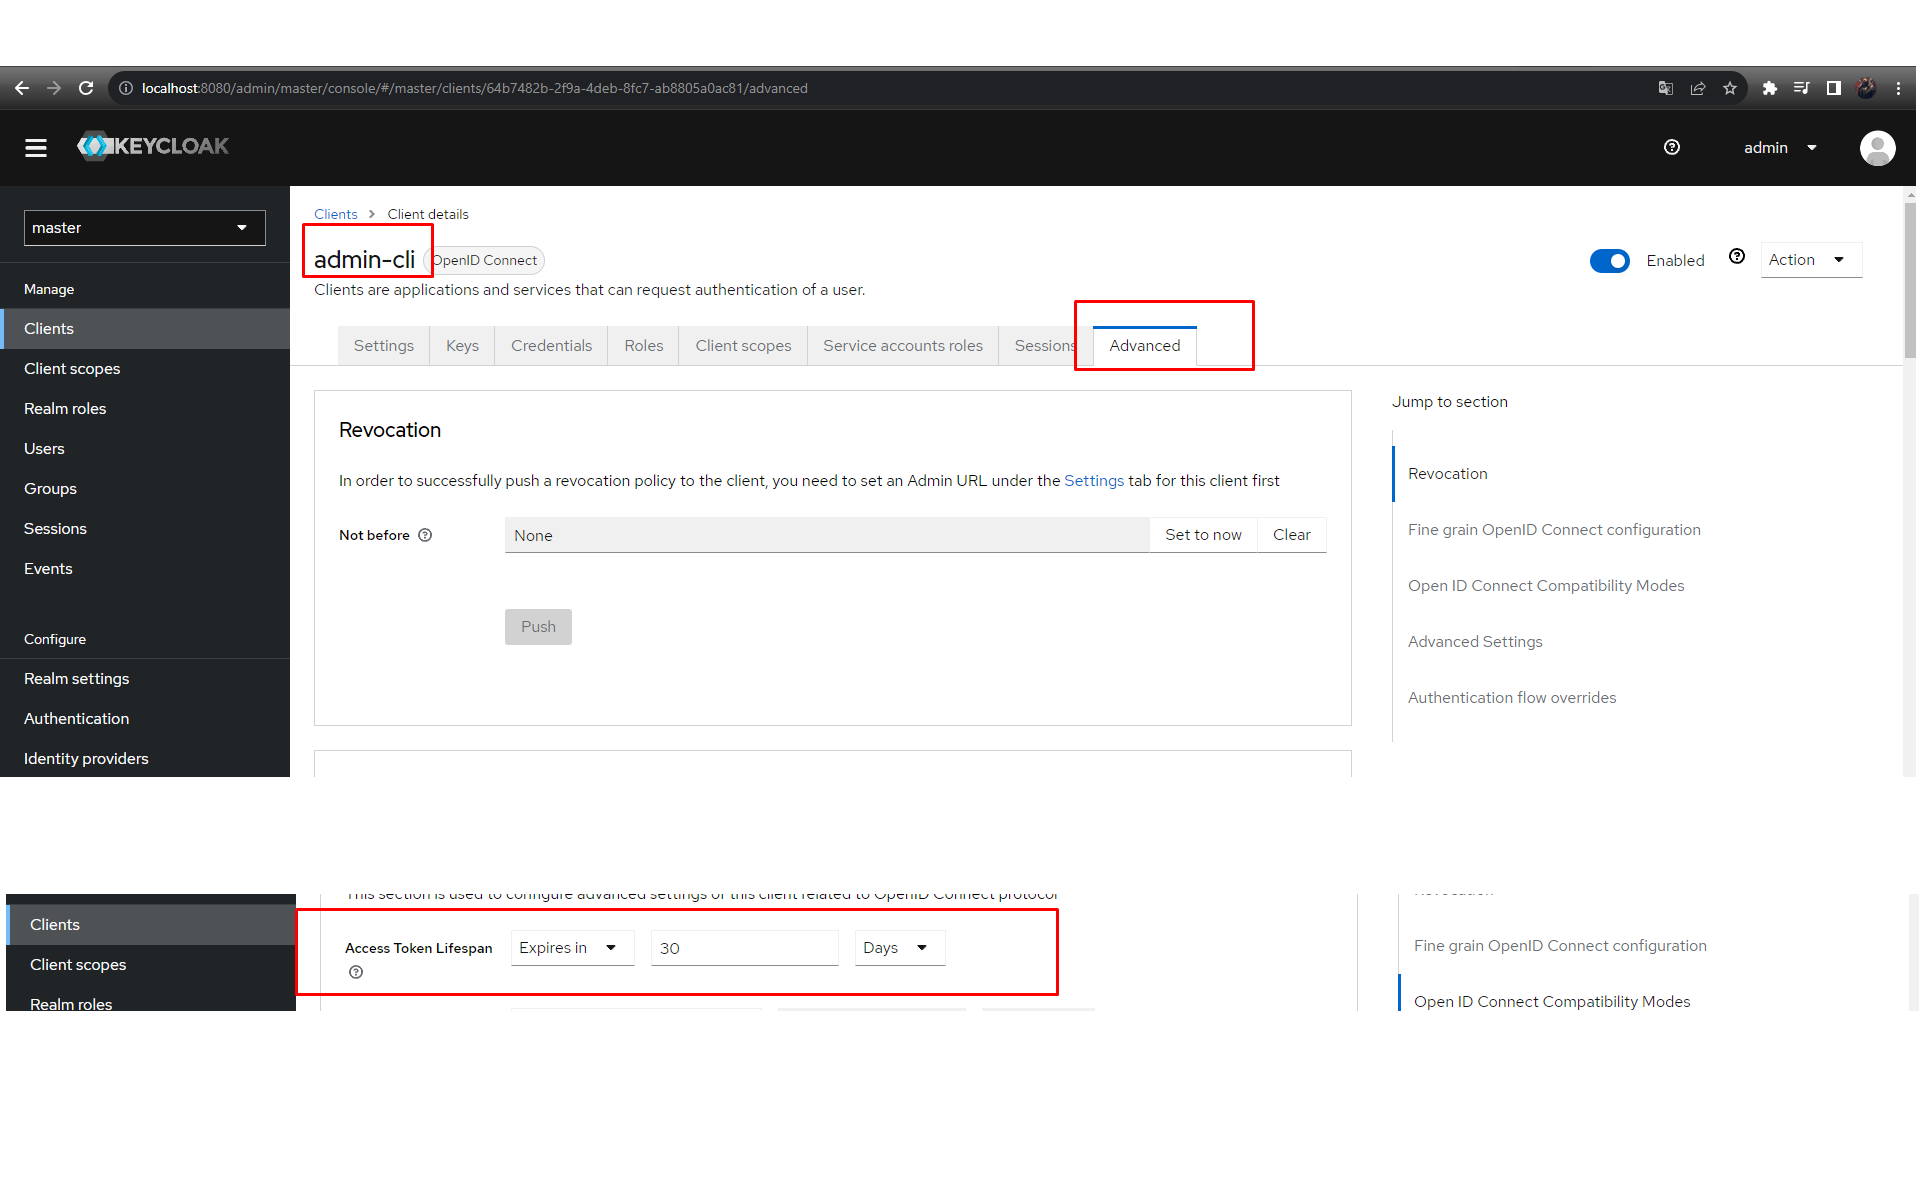 localhost:8080/admin/master/console/#/master/clients/64b7482b-2f9a-4deb-8fc7-ab8805a0ac81/advanced
KEYCLOAK
admin
master
Manage
Clients
Client scopes
Realm roles
Users
Groups
Sessions
Events
Configure
Realm settings
Authentication
Identity providers
Clients > Client details
admin-cli OpenID Connect
Enabled
Action
Clients are applications and services that can request authentication of a user.
Settings Keys Credentials Roles Client scopes Service accounts roles Sessions Advanced
Revocation
In order to successfully push a revocation policy to the client, you need to set an Admin URL under the Settings tab for this client first
Not before None Set to now Clear
Push
Jump to section
Revocation
Fine grain OpenID Connect configuration
Open ID Connect Compatibility Modes
Advanced Settings
Authentication flow overrides
Clients
Client scopes
Realm roles
This section is used to configure advanced settings of this client related to OpenID Connect protocol
Access Token Lifespan Expires in 30 Days
Revocation
Fine grain OpenID Connect configuration
Open ID Connect Compatibility Modes